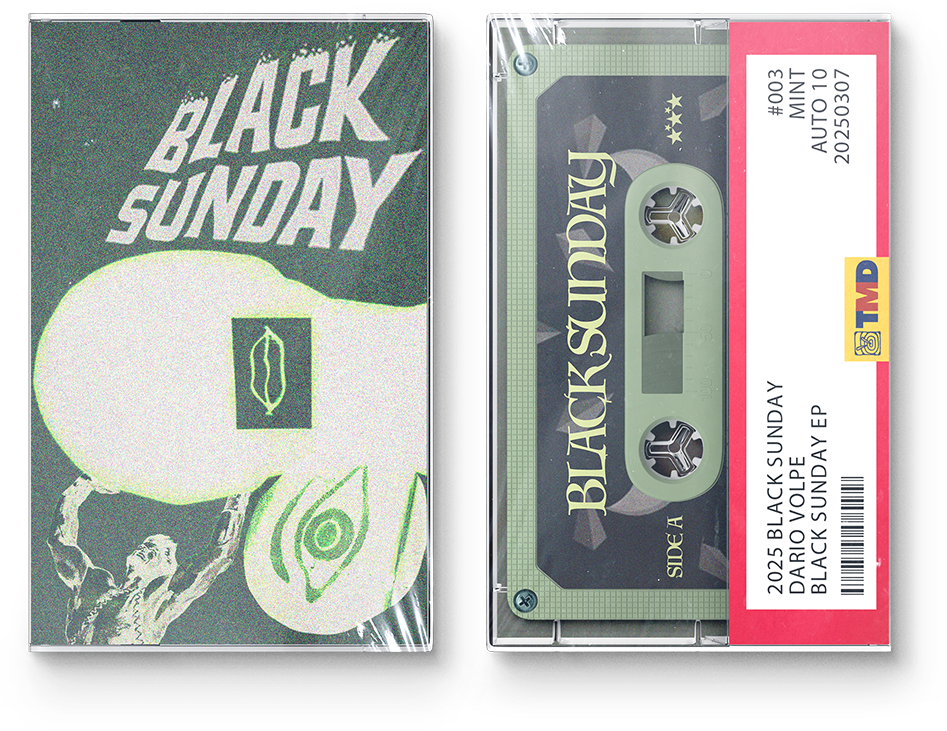 BLACK
SUNDAY
BLACK SUNDAY
SIDE A
#003
MINT
AUTO 10
20250307
TMD
2025 BLACK SUNDAY
DARIO VOLPE
BLACK SUNDAY EP